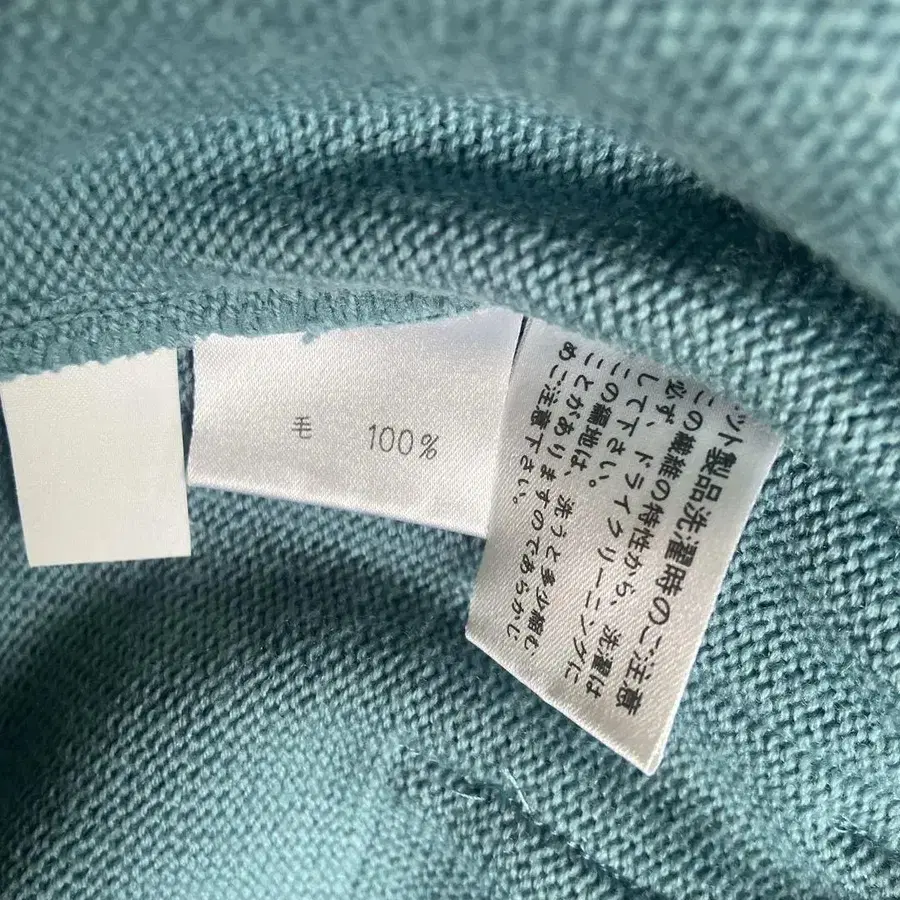 毛 100%
ット製品洗濯時のご注意
この繊維の特性から、洗濯は
必ず、ドライクリーニングに
して下さい。
この編地は、洗うと多少縮む
ことがありますのであらかじ
めご注意下さい。